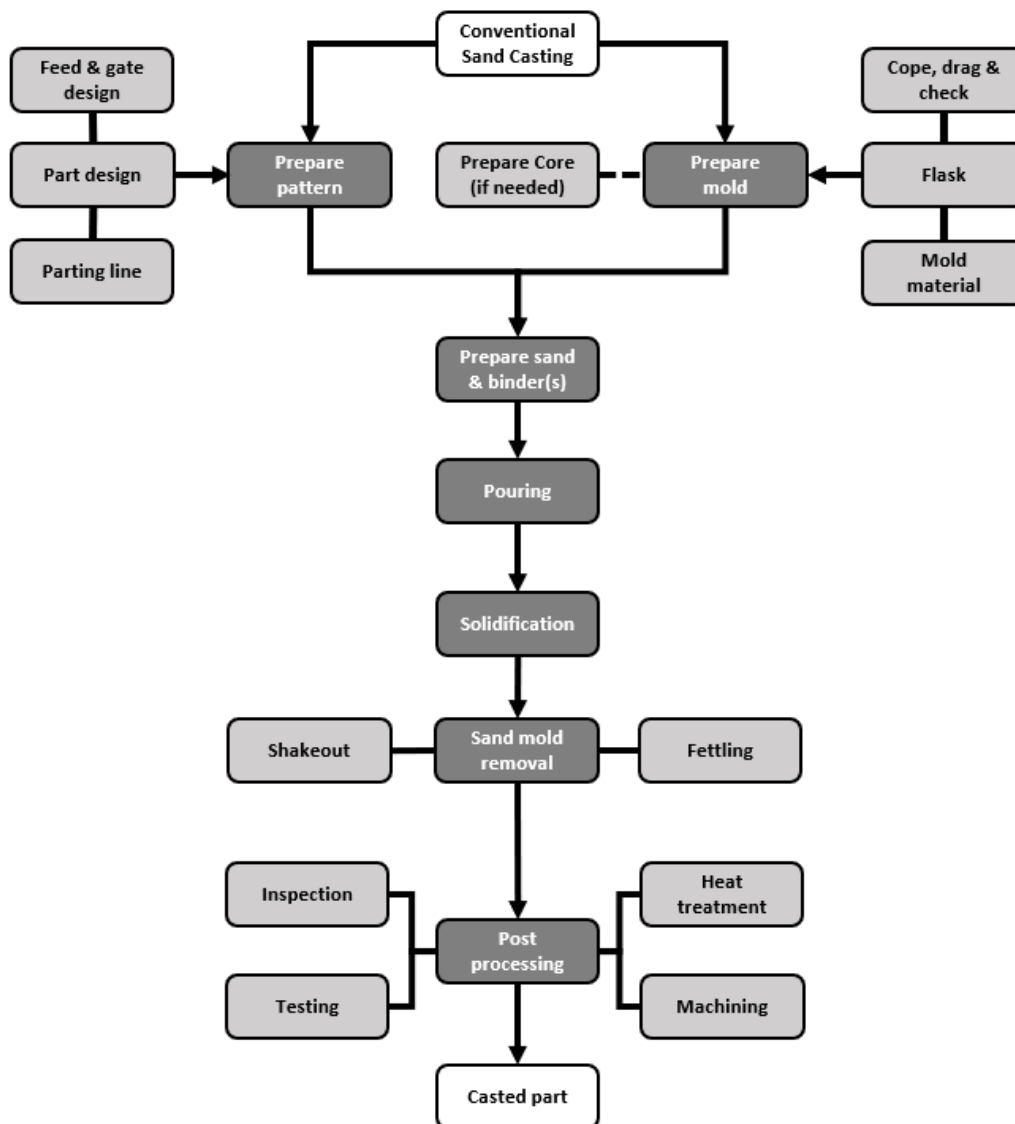 Conventional
Sand Casting
Feed & gate
design
Cope, drag &
check
Part design
Prepare
pattern
Prepare Core
(if needed)
Prepare
mold
Flask
Parting line
Mold
material
Prepare sand
& binder(s)
Pouring
Solidification
Shakeout
Sand mold
removal
Fettling
Inspection
Heat
treatment
Post
processing
Testing
Machining
Casted part